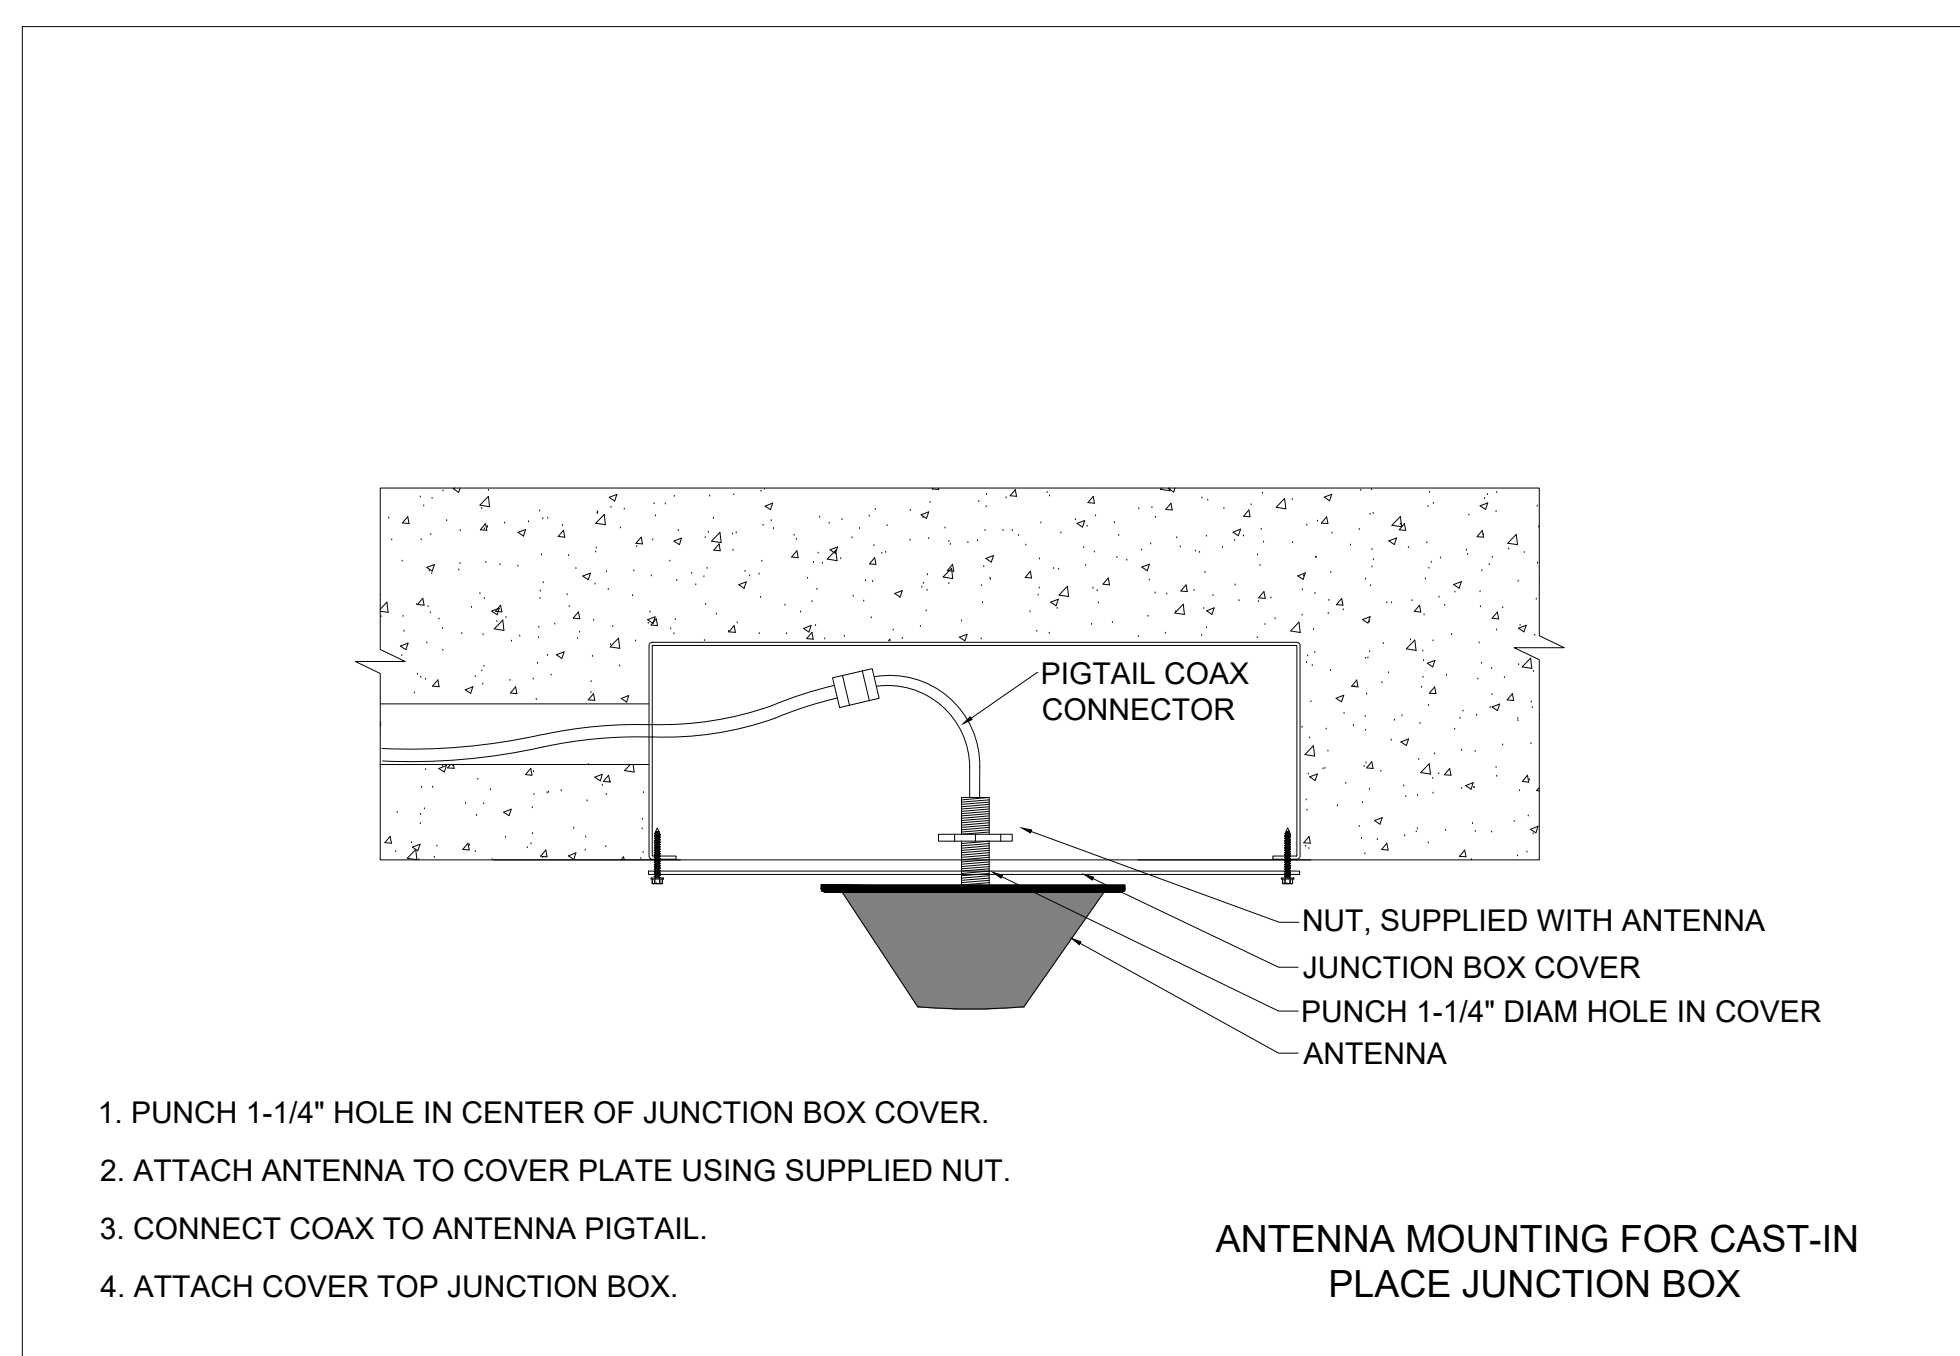 PIGTAIL COAX
CONNECTOR
NUT, SUPPLIED WITH ANTENNA
JUNCTION BOX COVER
PUNCH 1-1/4" DIAM HOLE IN COVER
ANTENNA
1. PUNCH 1-1/4" HOLE IN CENTER OF JUNCTION BOX COVER.
2. ATTACH ANTENNA TO COVER PLATE USING SUPPLIED NUT.
3. CONNECT COAX TO ANTENNA PIGTAIL.
4. ATTACH COVER TOP JUNCTION BOX.
ANTENNA MOUNTING FOR CAST-IN
PLACE JUNCTION BOX